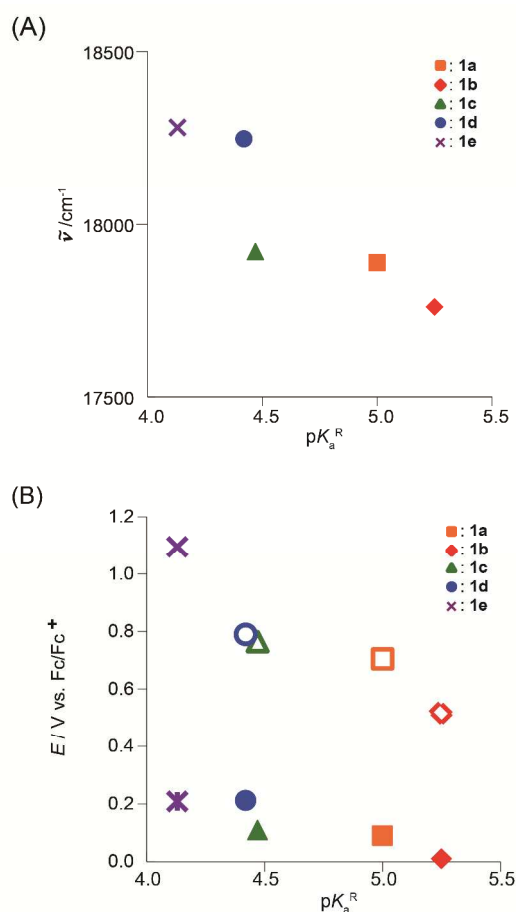 (A)
18500
■: 1a
◆: 1b
▲: 1c
●: 1d
×: 1e
18000
ṽ /cm⁻¹
17500
4.0 4.5 5.0 5.5
pKₐᴿ
(B)
1.2
■: 1a
◆: 1b
▲: 1c
●: 1d
×: 1e
1.0
0.8
E / V vs. Fc/Fc⁺
0.6
0.4
0.2
0.0
4.0 4.5 5.0 5.5
pKₐᴿ